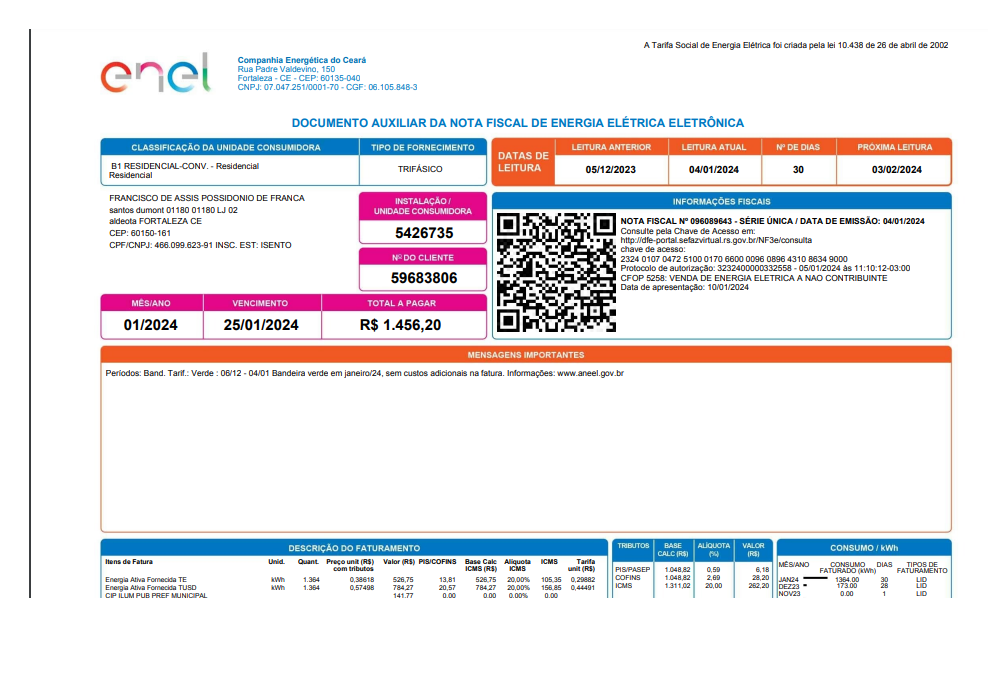 A Tarifa Social de Energia Elétrica foi criada pela lei 10.438 de 26 de abril de 2002
enel
Companhia Energética do Ceará
Rua Padre Valdevino, 150
Fortaleza - CE - CEP: 60135-040
CNPJ: 07.047.251/0001-70 - CGF: 06.105.848-3
DOCUMENTO AUXILIAR DA NOTA FISCAL DE ENERGIA ELÉTRICA ELETRÔNICA
CLASSIFICAÇÃO DA UNIDADE CONSUMIDORA TIPO DE FORNECIMENTO
B1 RESIDENCIAL-CONV. - Residencial
Residencial
TRIFÁSICO
DATAS DE
LEITURA
LEITURA ANTERIOR LEITURA ATUAL Nº DE DIAS PRÓXIMA LEITURA
05/12/2023 04/01/2024 30 03/02/2024
FRANCISCO DE ASSIS POSSIDONIO DE FRANCA
santos dumont 01180 01180 LJ 02
aldeota FORTALEZA CE
CEP: 60150-161
CPF/CNPJ: 466.099.623-91 INSC. EST: ISENTO
INSTALAÇÃO /
UNIDADE CONSUMIDORA
5426735
Nº DO CLIENTE
59683806
MÊS/ANO VENCIMENTO TOTAL A PAGAR
01/2024 25/01/2024 R$ 1.456,20
INFORMAÇÕES FISCAIS
NOTA FISCAL Nº 096089643 - SÉRIE ÚNICA / DATA DE EMISSÃO: 04/01/2024
Consulte pela Chave de Acesso em:
http://dfe-portal.sefazvirtual.rs.gov.br/NF3e/consulta
chave de acesso:
2324 0107 0472 5100 0170 6600 0096 0896 4310 8634 9000
Protocolo de autorização: 3232400000332558 - 05/01/2024 às 11:10:12-03:00
CFOP 5258: VENDA DE ENERGIA ELETRICA A NAO CONTRIBUINTE
Data de apresentação: 10/01/2024
MENSAGENS IMPORTANTES
Períodos: Band. Tarif.: Verde : 06/12 - 04/01 Bandeira verde em janeiro/24, sem custos adicionais na fatura. Informações: www.aneel.gov.br
DESCRIÇÃO DO FATURAMENTO
Itens de Fatura Unid. Quant. Preço unit (R$) com tributos Valor (R$) PIS/COFINS Base Calc ICMS (R$) Alíquota ICMS ICMS Tarifa unit (R$)
Energia Ativa Fornecida TE kWh 1.364 0,38618 526,75 13,81 526,75 20,00% 105,35 0,29882
Energia Ativa Fornecida TUSD kWh 1.364 0,57498 784,27 20,57 784,27 20,00% 156,85 0,44491
CIP ILUM PUB PREF MUNICIPAL 141,77 0,00 0,00 0,00% 0,00
TRIBUTOS BASE CALC (R$) ALÍQUOTA (%) VALOR (R$)
PIS/PASEP 1.048,82 0,59 6,18
COFINS 1.048,82 2,69 28,20
ICMS 1.311,02 20,00 262,20
CONSUMO / kWh
MÊS/ANO CONSUMO FATURADO (kWh) DIAS TIPOS DE FATURAMENTO
JAN24 1364.00 30 LID
DEZ23 173.00 28 LID
NOV23 0.00 1 LID